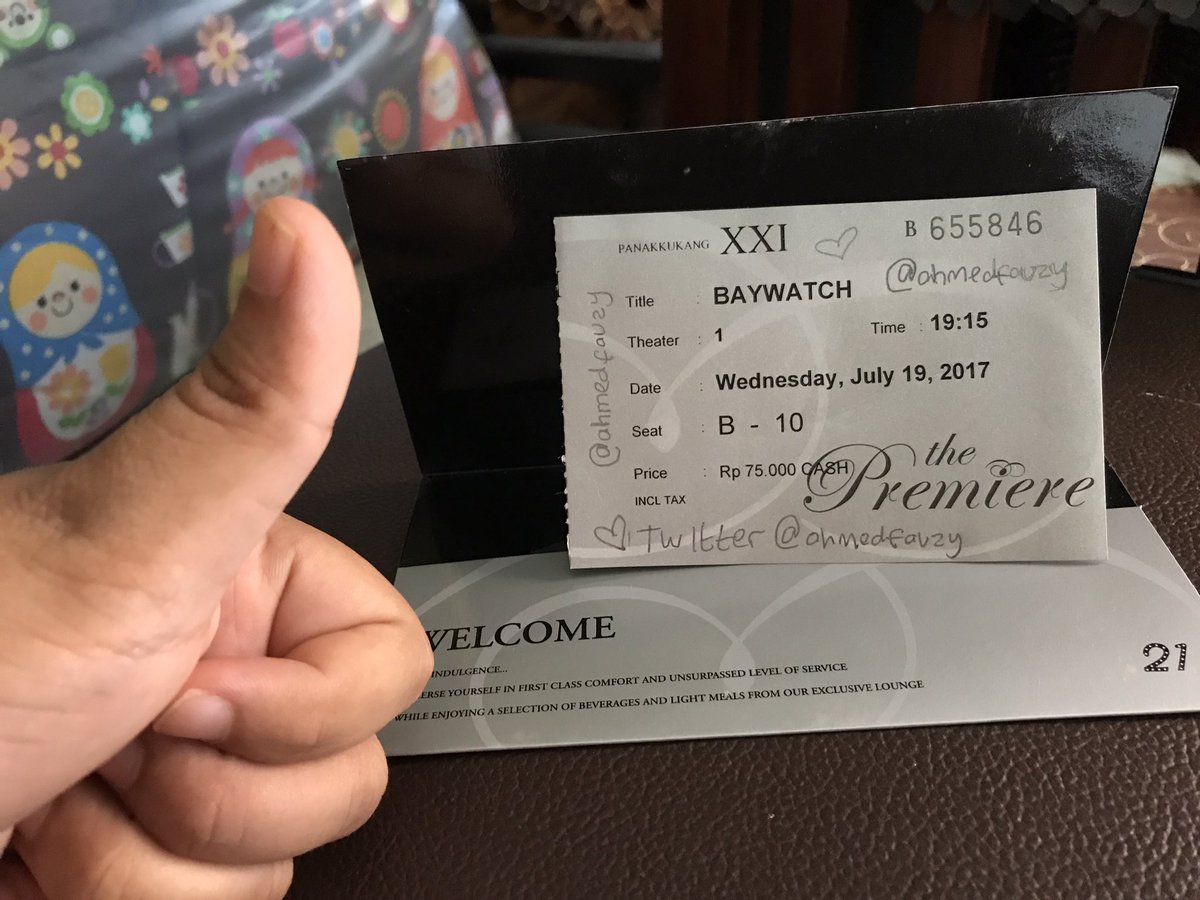 PANAKKUKANG XXI B 655846
@ahmedfauzy
Title : BAYWATCH
Theater : 1 Time : 19:15
Date : Wednesday, July 19, 2017
Seat : B - 10
Price : Rp 75.000 CASH
INCL TAX
the Premiere
@ahmedfauzy
Twitter @ahmedfauzy
WELCOME
INDULGENCE...
YOURSELF IN FIRST CLASS COMFORT AND UNSURPASSED LEVEL OF SERVICE
WHILE ENJOYING A SELECTION OF BEVERAGES AND LIGHT MEALS FROM OUR EXCLUSIVE LOUNGE
21